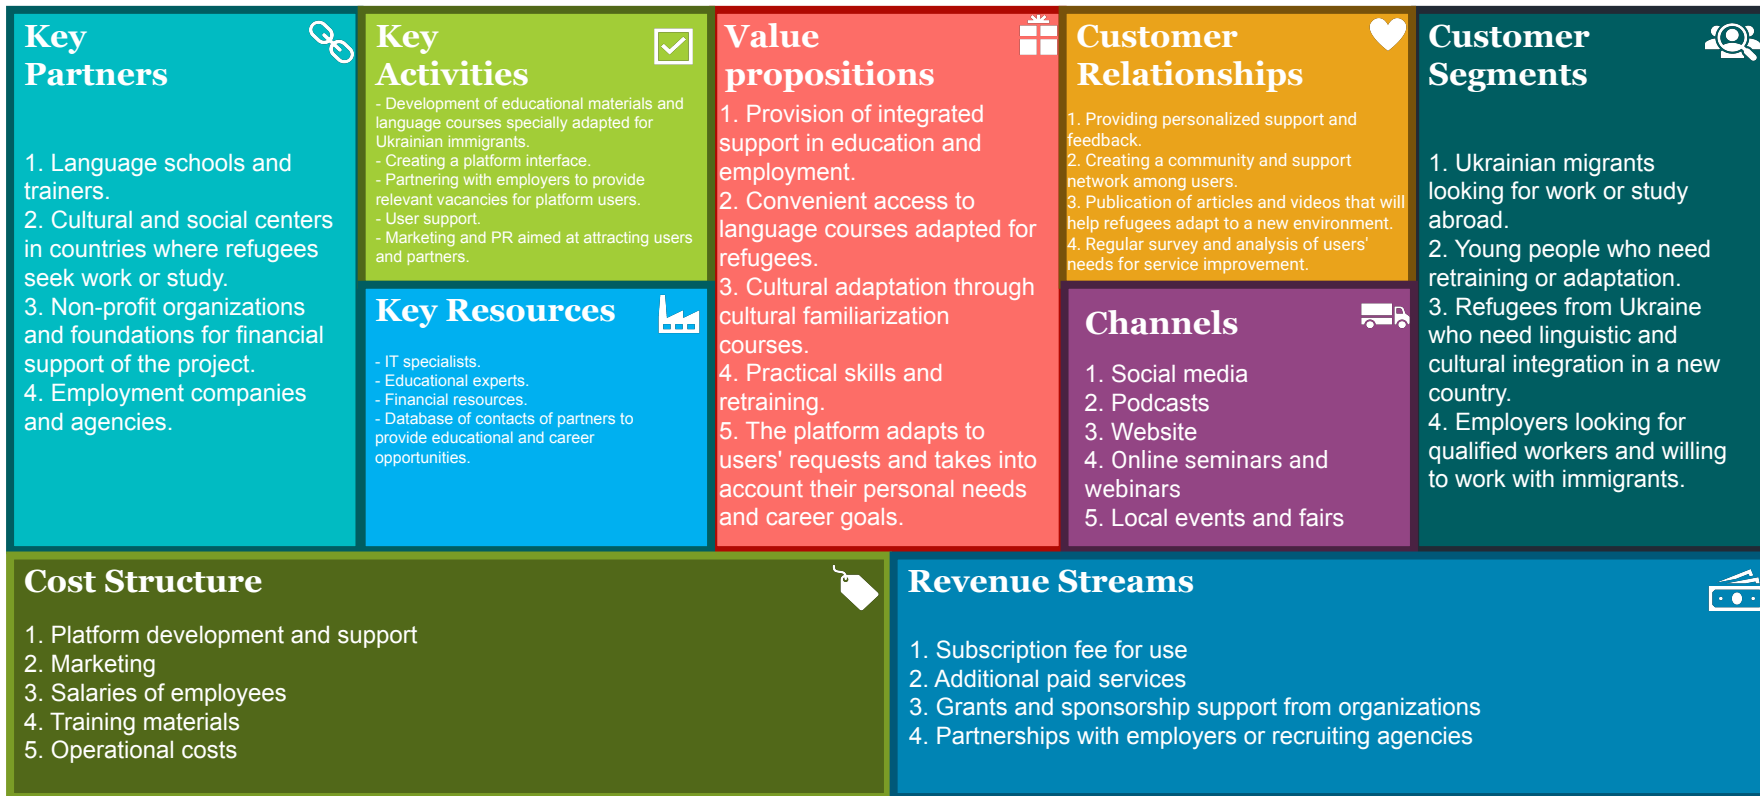 Key
Partners
1. Language schools and
trainers.
2. Cultural and social centers
in countries where refugees
seek work or study.
3. Non-profit organizations
and foundations for financial
support of the project.
4. Employment companies
and agencies.
Key
Activities
- Development of educational materials and
language courses specially adapted for
Ukrainian immigrants.
- Creating a platform interface.
- Partnering with employers to provide
relevant vacancies for platform users.
- User support.
- Marketing and PR aimed at attracting users
and partners.
Key Resources
- IT specialists.
- Educational experts.
- Financial resources.
- Database of contacts of partners to
provide educational and career
opportunities.
Value
propositions
1. Provision of integrated
support in education and
employment.
2. Convenient access to
language courses adapted for
refugees.
3. Cultural adaptation through
cultural familiarization
courses.
4. Practical skills and
retraining.
5. The platform adapts to
users' requests and takes into
account their personal needs
and career goals.
Customer
Relationships
1. Providing personalized support and
feedback.
2. Creating a community and support
network among users.
3. Publication of articles and videos that will
help refugees adapt to a new environment.
4. Regular survey and analysis of users'
needs for service improvement.
Channels
1. Social media
2. Podcasts
3. Website
4. Online seminars and
webinars
5. Local events and fairs
Customer
Segments
1. Ukrainian migrants
looking for work or study
abroad.
2. Young people who need
retraining or adaptation.
3. Refugees from Ukraine
who need linguistic and
cultural integration in a new
country.
4. Employers looking for
qualified workers and willing
to work with immigrants.
Cost Structure
1. Platform development and support
2. Marketing
3. Salaries of employees
4. Training materials
5. Operational costs
Revenue Streams
1. Subscription fee for use
2. Additional paid services
3. Grants and sponsorship support from organizations
4. Partnerships with employers or recruiting agencies